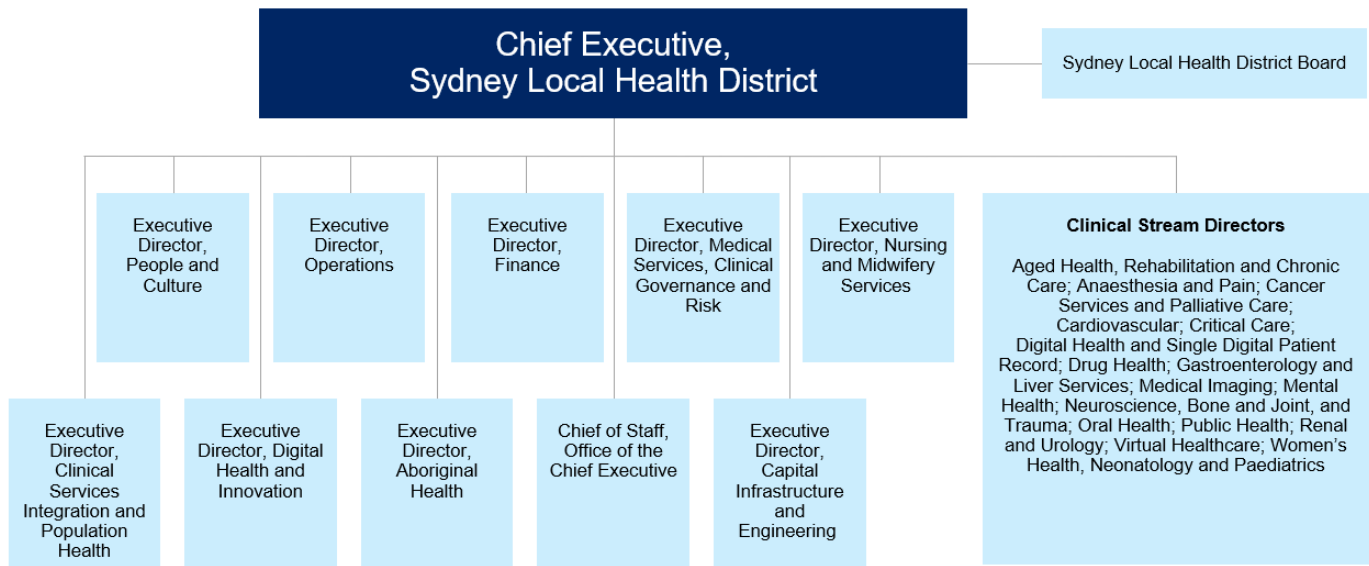 Chief Executive,
Sydney Local Health District
Sydney Local Health District Board
Executive
Director,
People and
Culture
Executive
Director,
Operations
Executive
Director,
Finance
Executive
Director, Medical
Services, Clinical
Governance and
Risk
Executive
Director, Nursing
and Midwifery
Services
Clinical Stream Directors
Aged Health, Rehabilitation and Chronic
Care; Anaesthesia and Pain; Cancer
Services and Palliative Care;
Cardiovascular; Critical Care;
Digital Health and Single Digital Patient
Record; Drug Health; Gastroenterology and
Liver Services; Medical Imaging; Mental
Health; Neuroscience, Bone and Joint, and
Trauma; Oral Health; Public Health; Renal
and Urology; Virtual Healthcare; Women’s
Health, Neonatology and Paediatrics
Executive
Director,
Clinical
Services
Integration and
Population
Health
Executive
Director, Digital
Health and
Innovation
Executive
Director,
Aboriginal
Health
Chief of Staff,
Office of the
Chief Executive
Executive
Director,
Capital
Infrastructure
and
Engineering